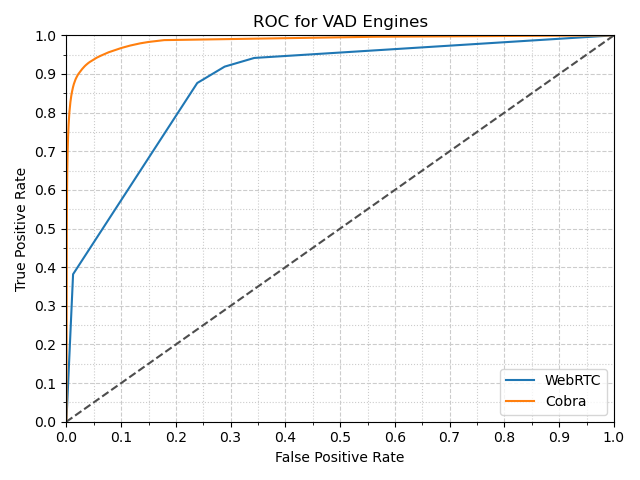 ROC for VAD Engines
True Positive Rate
1.0
0.9
0.8
0.7
0.6
0.5
0.4
0.3
0.2
0.1
0.0
WebRTC
Cobra
0.0 0.1 0.2 0.3 0.4 0.5 0.6 0.7 0.8 0.9 1.0
False Positive Rate